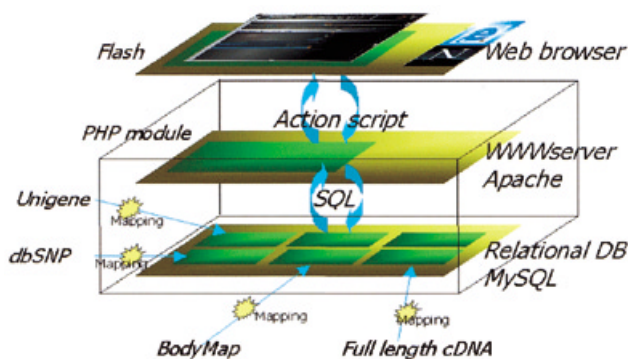 Flash
Web browser
Action script
PHP module
WWWserver
Apache
SQL
Unigene
Mapping
dbSNP
Mapping
Relational DB
MySQL
Mapping
Mapping
BodyMap
Full length cDNA